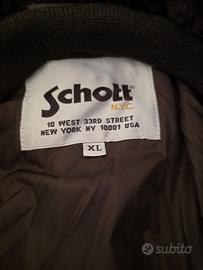 Schott
N.Y.C.
10 WEST 33RD STREET
NEW YORK NY 10001 USA
XL
subito